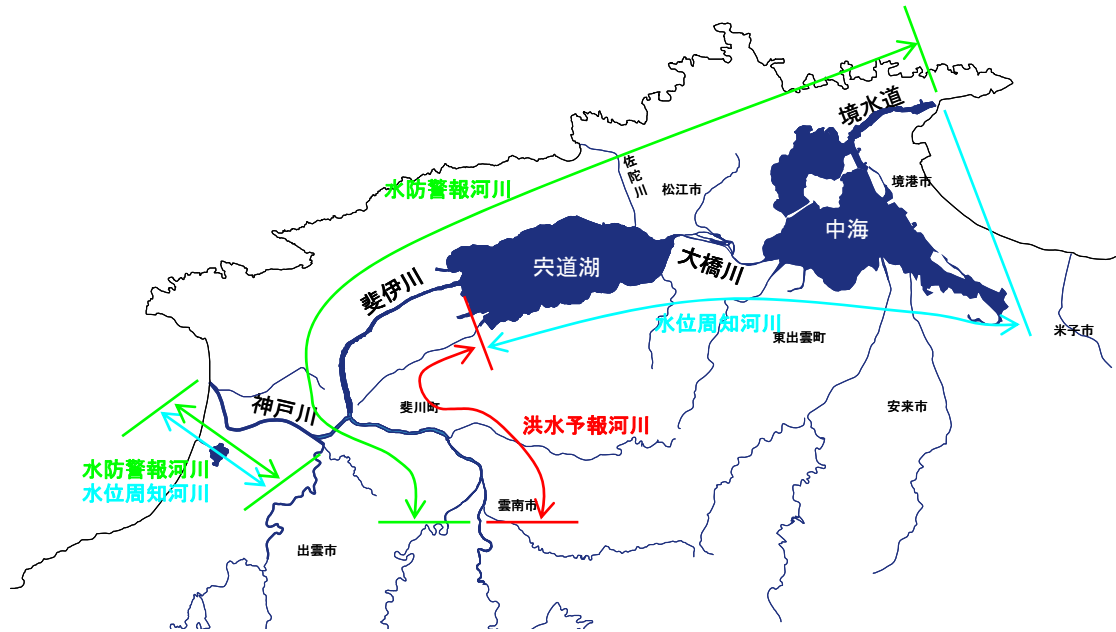 境水道
佐陀川
水防警報河川
松江市
境港市
中海
大橋川
宍道湖
斐伊川
水位周知河川
米子市
東出雲町
神戸川
斐川町
安来市
洪水予報河川
水防警報河川
水位周知河川
雲南市
出雲市